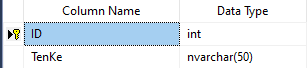 Column Name Data Type
ID int
TenKe nvarchar(50)